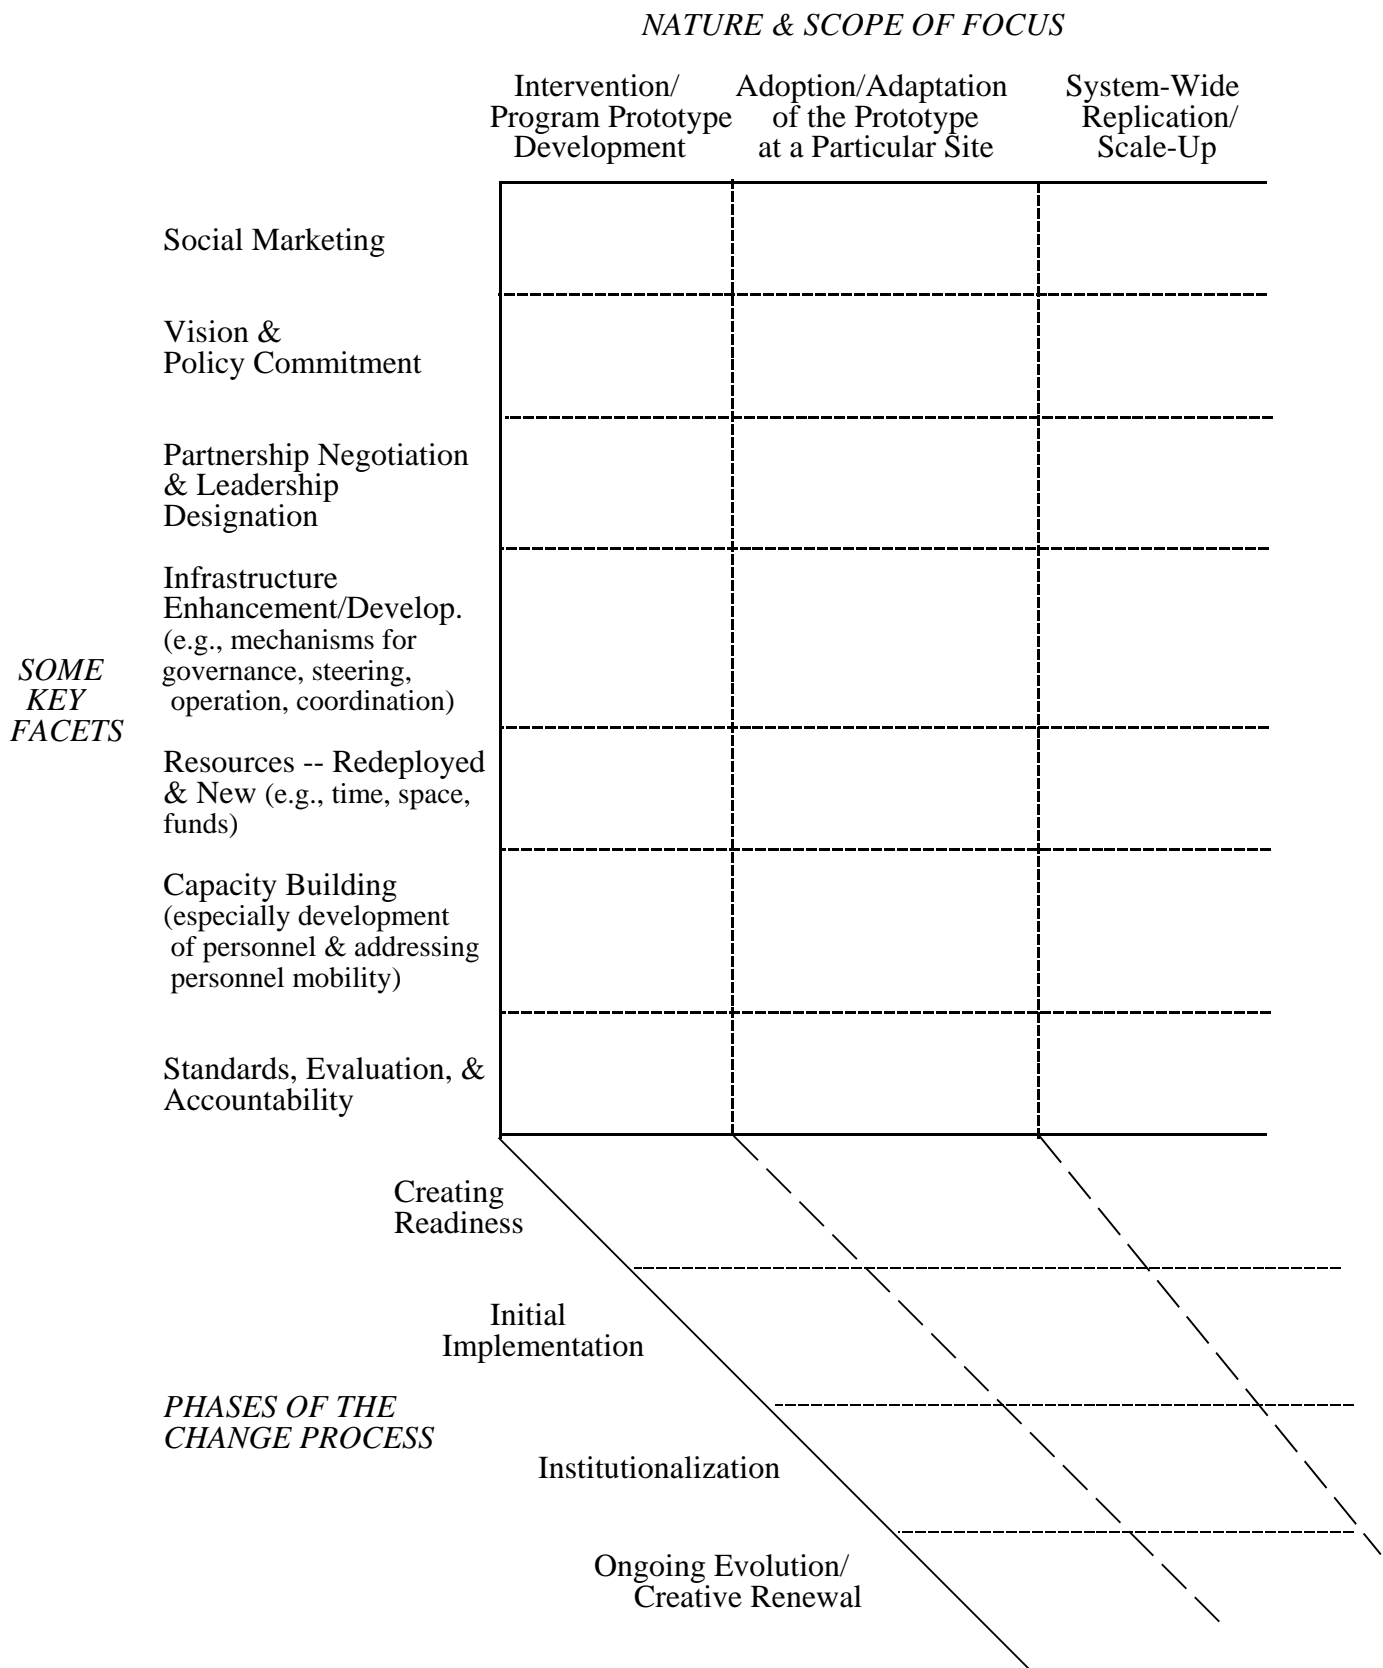 NATURE & SCOPE OF FOCUS
Intervention/
Program Prototype
Development
Adoption/Adaptation
of the Prototype
at a Particular Site
System-Wide
Replication/
Scale-Up
Social Marketing
Vision &
Policy Commitment
Partnership Negotiation
& Leadership
Designation
Infrastructure
Enhancement/Develop.
(e.g., mechanisms for
governance, steering,
operation, coordination)
SOME
KEY
FACETS
Resources -- Redeployed
& New (e.g., time, space,
funds)
Capacity Building
(especially development
of personnel & addressing
personnel mobility)
Standards, Evaluation, &
Accountability
Creating
Readiness
Initial
Implementation
PHASES OF THE
CHANGE PROCESS
Institutionalization
Ongoing Evolution/
Creative Renewal